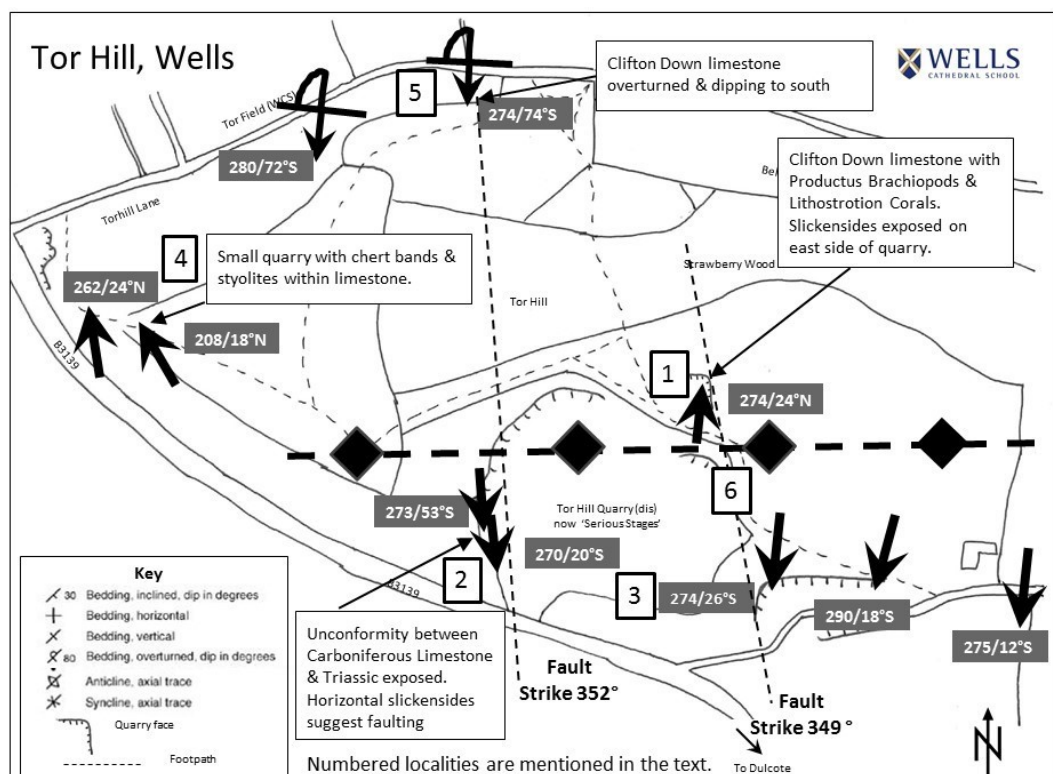 Tor Hill, Wells
WELLS
CATHEDRAL SCHOOL
Clifton Down limestone
overturned & dipping to south
5
Tor Field (WCS)
274/74°S
280/72°S
Clifton Down limestone with
Productus Brachiopods &
Lithostrotion Corals.
Slickensides exposed on
east side of quarry.
Bel
Torhill Lane
4
Small quarry with chert bands &
styolites within limestone.
Strawberry Wood
262/24°N
Tor Hill
208/18°N
B3139
1
274/24°N
6
273/53°S
Tor Hill Quarry (dis)
now 'Serious Stages'
270/20°S
2
B3139
3
274/26°S
290/18°S
275/12°S
Unconformity between
Carboniferous Limestone
& Triassic exposed.
Horizontal slickensides
suggest faulting
Fault
Strike 352°
Fault
Strike 349 °
Key
30 Bedding, inclined, dip in degrees
Bedding, horizontal
Bedding, vertical
80 Bedding, overturned, dip in degrees
Anticline, axial trace
Syncline, axial trace
Quarry face
Footpath
Numbered localities are mentioned in the text.
To Dulcote
N